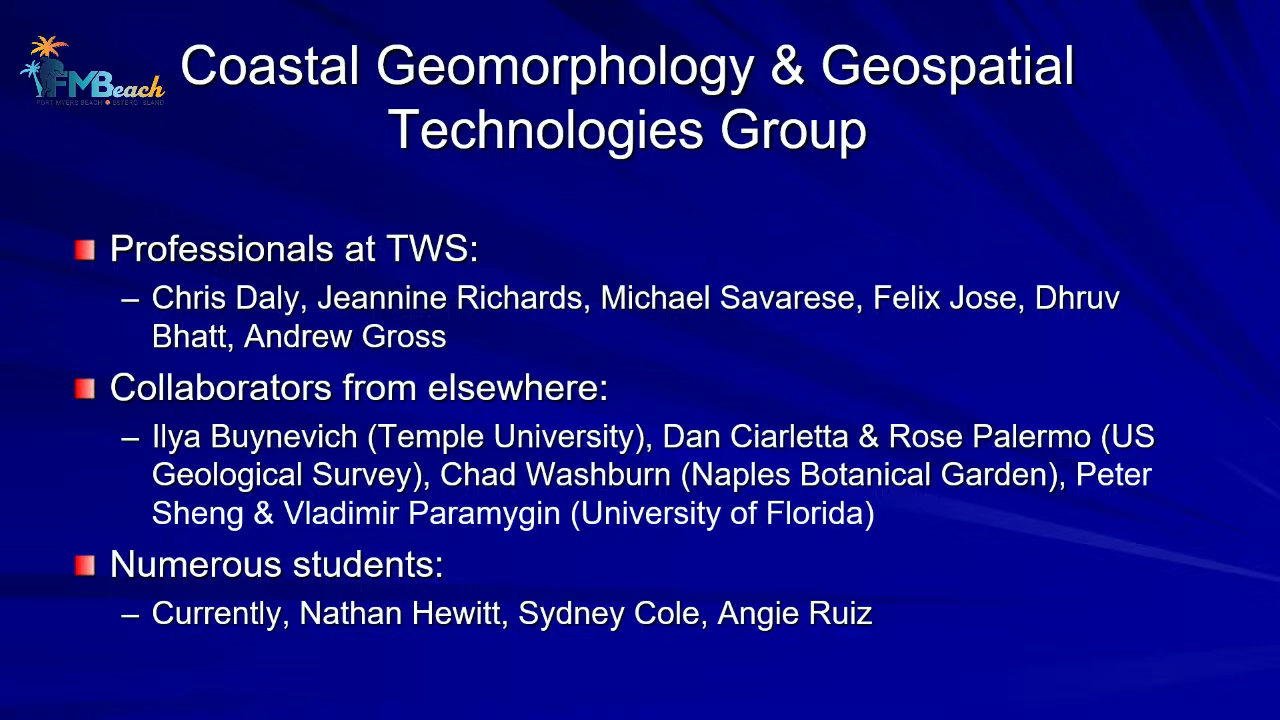 FMBeach
FORT MYERS BEACH ESTERO ISLAND
Coastal Geomorphology & Geospatial
Technologies Group
Professionals at TWS:
– Chris Daly, Jeannine Richards, Michael Savarese, Felix Jose, Dhruv
Bhatt, Andrew Gross
Collaborators from elsewhere:
– Ilya Buynevich (Temple University), Dan Ciarletta & Rose Palermo (US
Geological Survey), Chad Washburn (Naples Botanical Garden), Peter
Sheng & Vladimir Paramygin (University of Florida)
Numerous students:
– Currently, Nathan Hewitt, Sydney Cole, Angie Ruiz